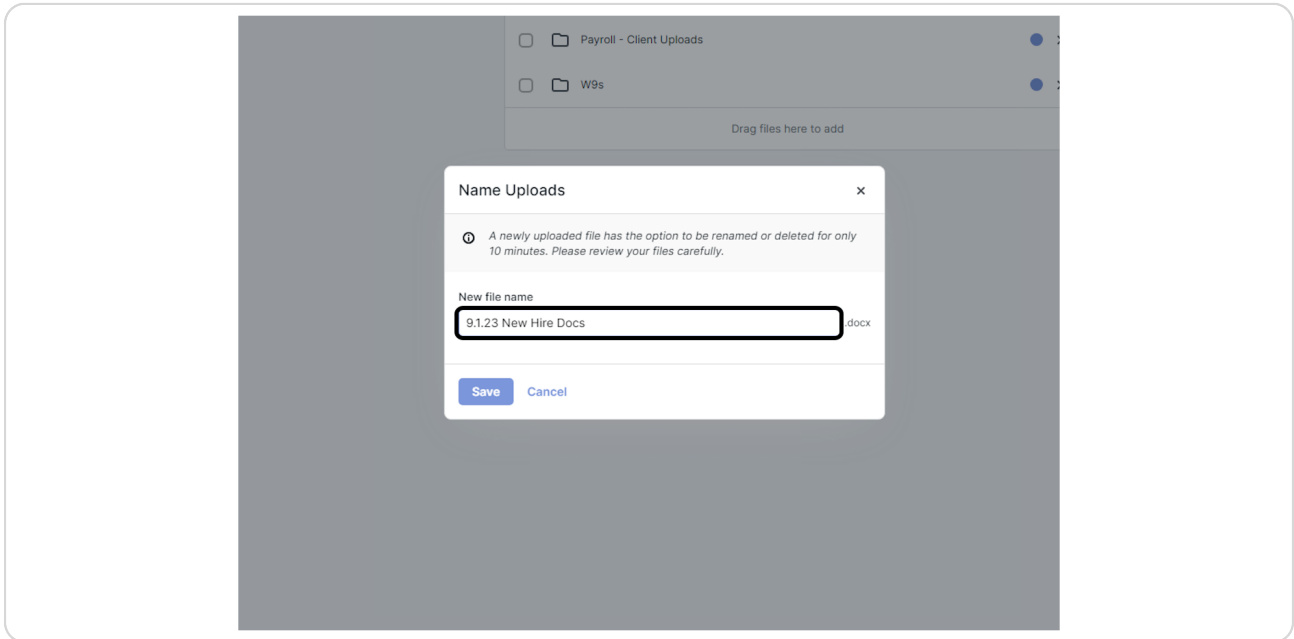 Payroll - Client Uploads
W9s
Drag files here to add
Name Uploads
A newly uploaded file has the option to be renamed or deleted for only
10 minutes. Please review your files carefully.
New file name
9.1.23 New Hire Docs .docx
Save Cancel